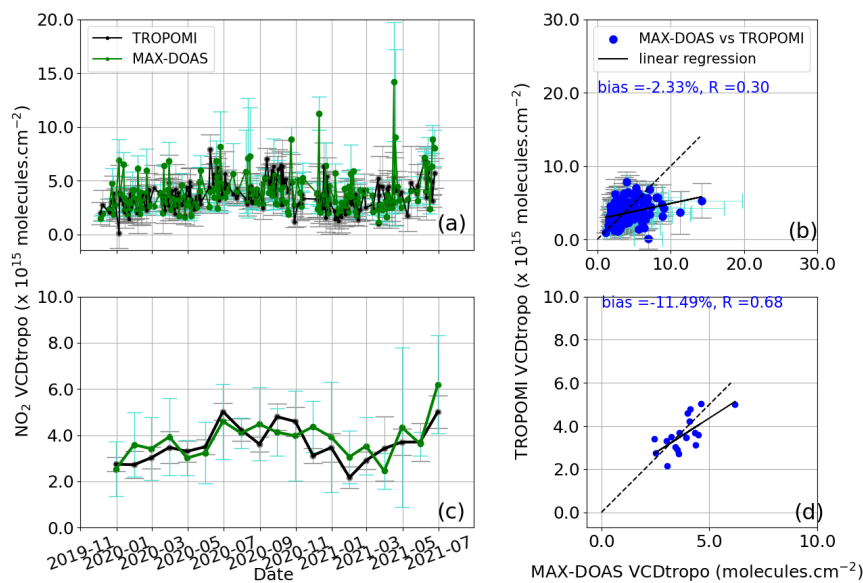 NO₂ VCDtropo (x 10¹⁵ molecules.cm⁻²)
20.0
15.0
10.0
5.0
0.0
TROPOMI
MAX-DOAS
(a)
TROPOMI VCDtropo (x 10¹⁵ molecules.cm⁻²)
30.0
20.0
10.0
0.0
MAX-DOAS vs TROPOMI
linear regression
bias =-2.33%, R =0.30
(b)
0.0 10.0 20.0 30.0
10.0
8.0
6.0
4.0
2.0
0.0
(c)
2019-11
2020-01
2020-03
2020-05
2020-07
2020-09
2020-11
2021-01
2021-03
2021-05
2021-07
Date
10.0
8.0
6.0
4.0
2.0
0.0
bias =-11.49%, R =0.68
(d)
0.0 5.0 10.0
MAX-DOAS VCDtropo (molecules.cm⁻²)